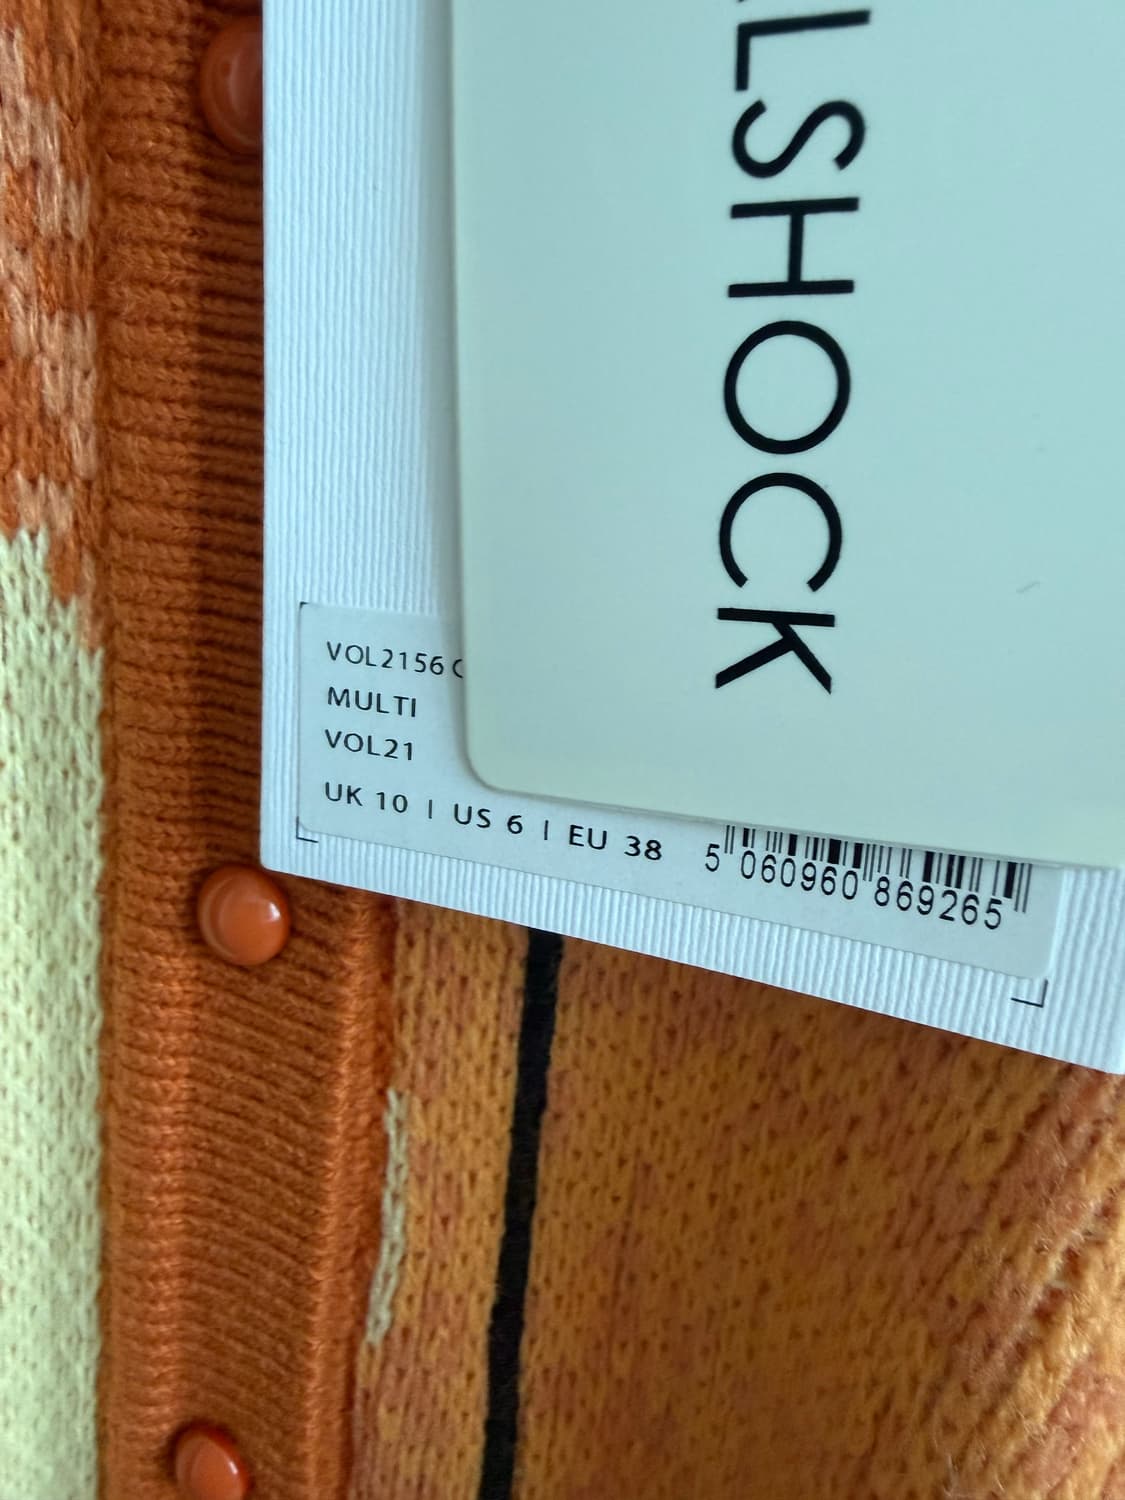 LSHOCK
VOL2156
MULTI
VOL21
UK 10 | US 6 | EU 38
5 060960 869265